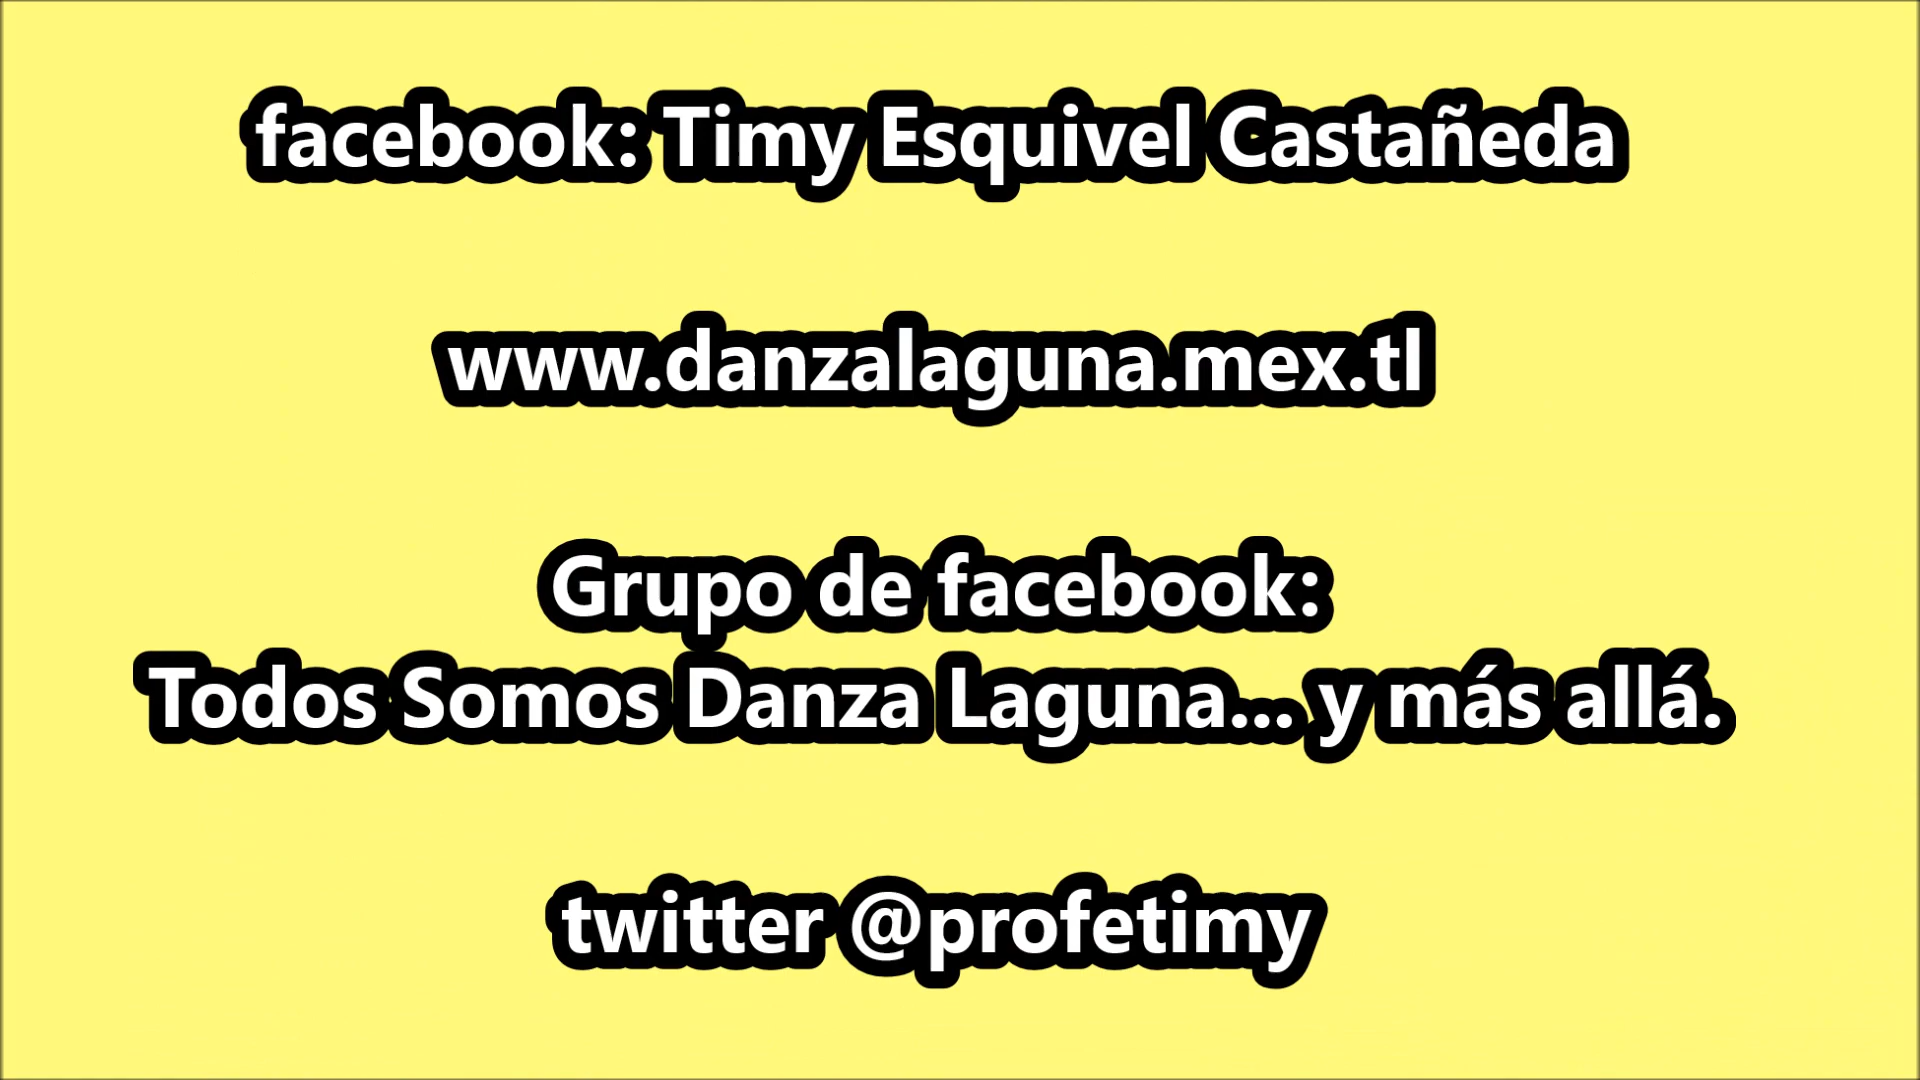 facebook: Timy Esquivel Castañeda
www.danzalaguna.mex.tl
Grupo de facebook:
Todos Somos Danza Laguna... y más allá.
twitter @profetimy